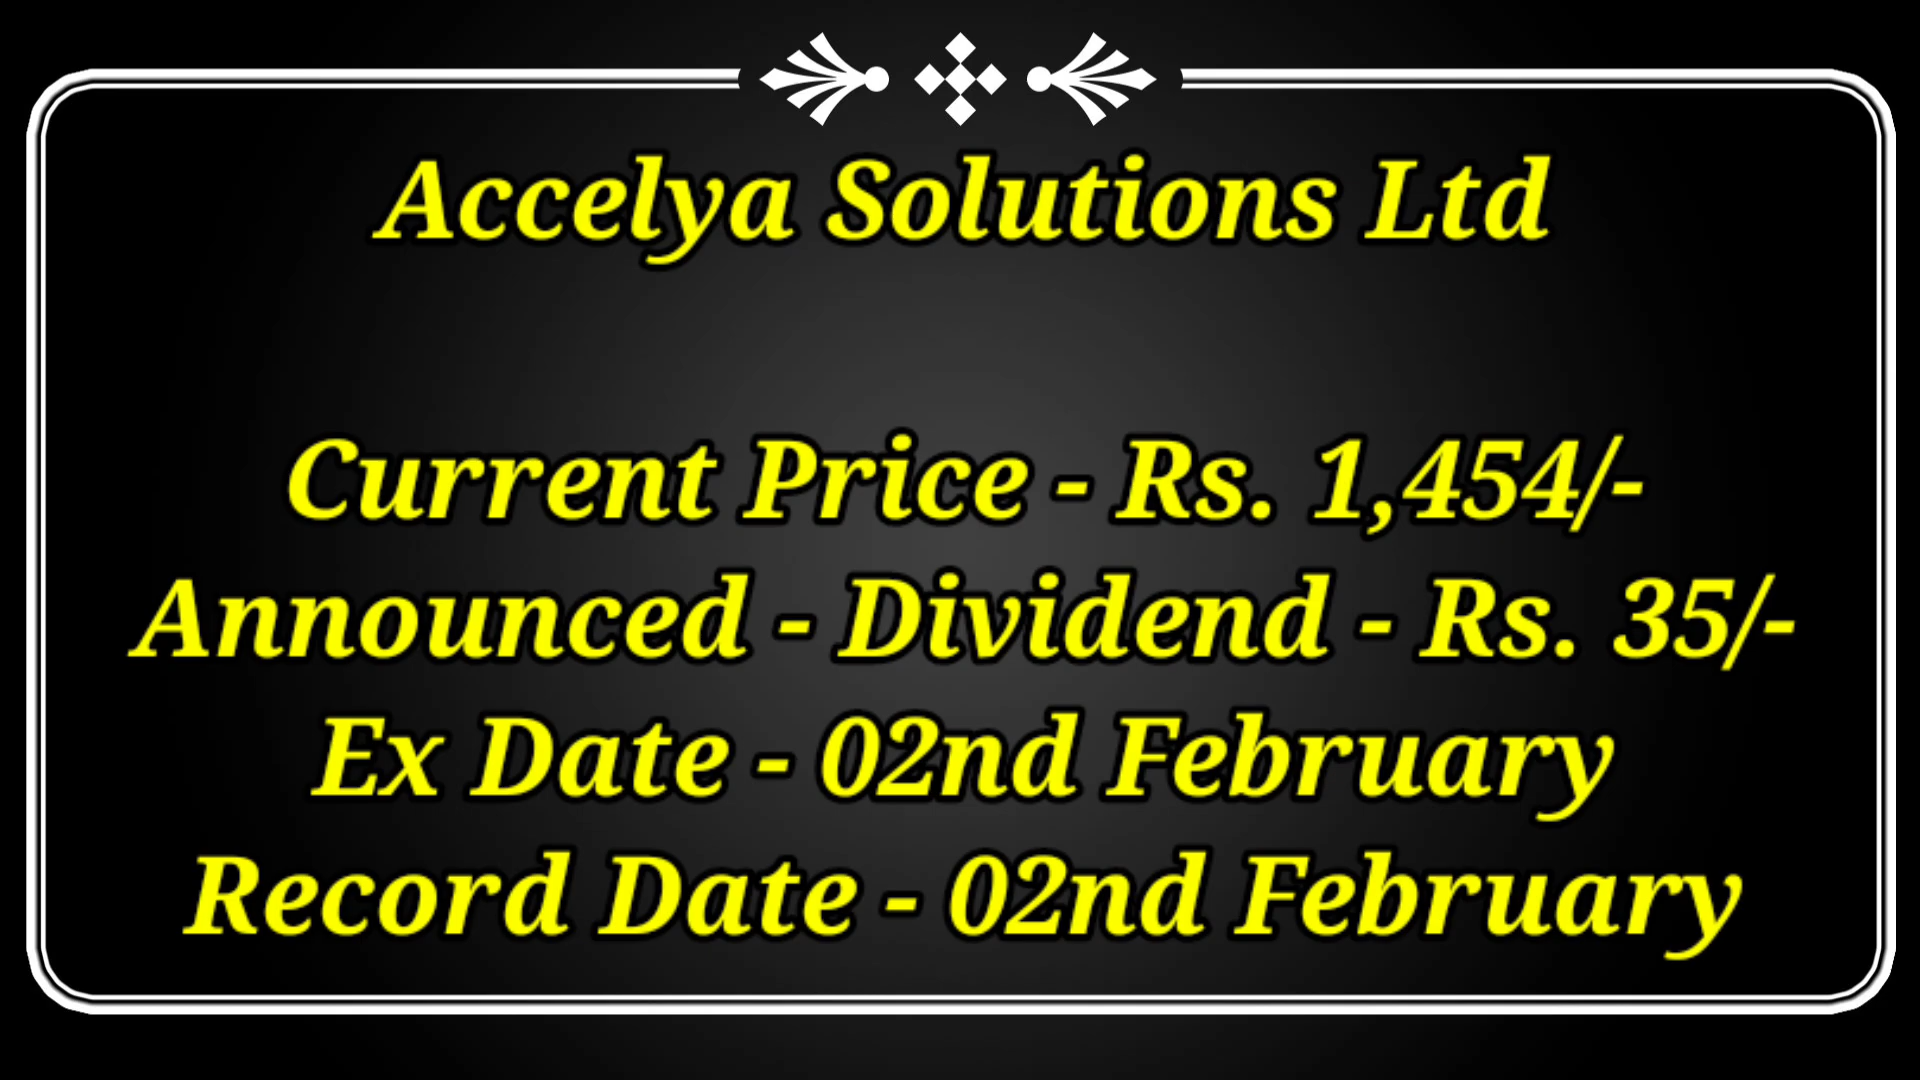 Accelya Solutions Ltd
Current Price - Rs. 1,454/-
Announced - Dividend - Rs. 35/-
Ex Date - 02nd February
Record Date - 02nd February